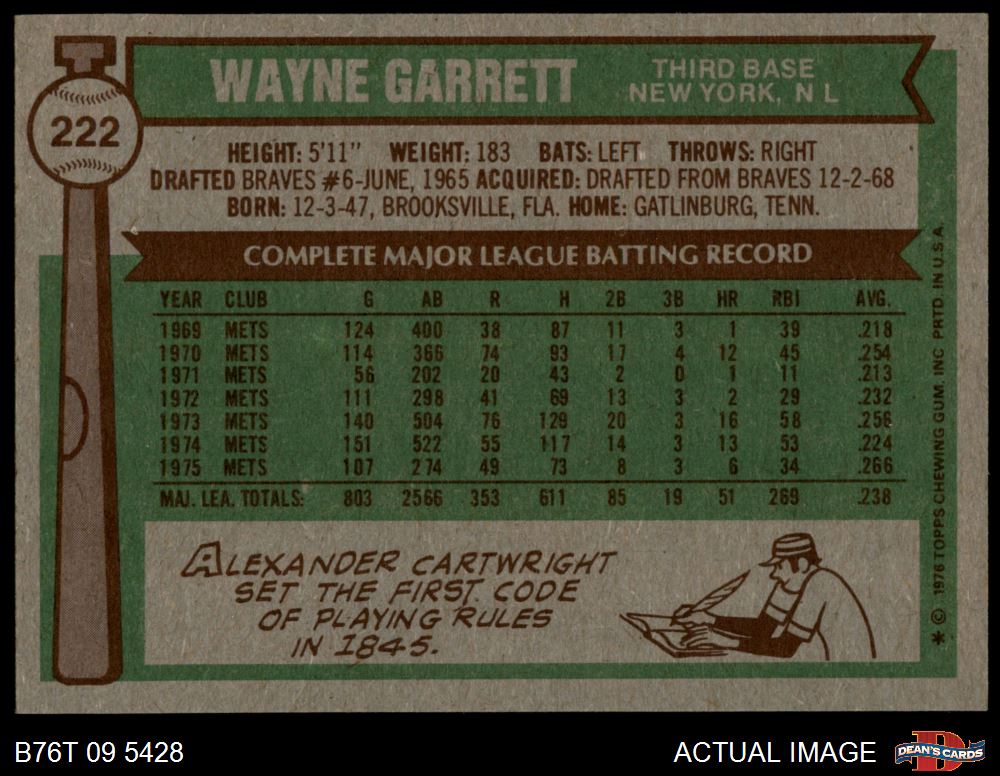 222
WAYNE GARRETT
THIRD BASE
NEW YORK, N L
HEIGHT: 5'11" WEIGHT: 183 BATS: LEFT THROWS: RIGHT
DRAFTED BRAVES #6-JUNE, 1965 ACQUIRED: DRAFTED FROM BRAVES 12-2-68
BORN: 12-3-47, BROOKSVILLE, FLA. HOME: GATLINBURG, TENN.
COMPLETE MAJOR LEAGUE BATTING RECORD
YEAR CLUB G AB R H 2B 3B HR RBI AVG.
1969 METS 124 400 38 87 11 3 1 39 .218
1970 METS 114 366 74 93 17 4 12 45 .254
1971 METS 56 202 20 43 2 0 1 11 .213
1972 METS 111 298 41 69 13 3 2 29 .232
1973 METS 140 504 76 129 20 3 16 58 .256
1974 METS 151 522 55 117 14 3 13 53 .224
1975 METS 107 274 49 73 8 3 6 34 .266
MAJ. LEA. TOTALS: 803 2566 353 611 85 19 51 269 .238
ALEXANDER CARTWRIGHT
SET THE FIRST CODE
OF PLAYING RULES
IN 1845.
* © 1976 TOPPS CHEWING GUM, INC PRTD. IN U.S.A.
B76T 09 5428
ACTUAL IMAGE
D
DEAN'S CARDS